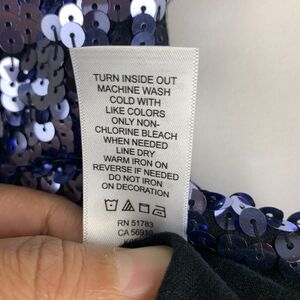 TURN INSIDE OUT
MACHINE WASH
COLD WITH
LIKE COLORS
ONLY NON-
CHLORINE BLEACH
WHEN NEEDED
LINE DRY
WARM IRON ON
REVERSE IF NEEDED
DO NOT IRON
ON DECORATION
RN 51783
CA 56910